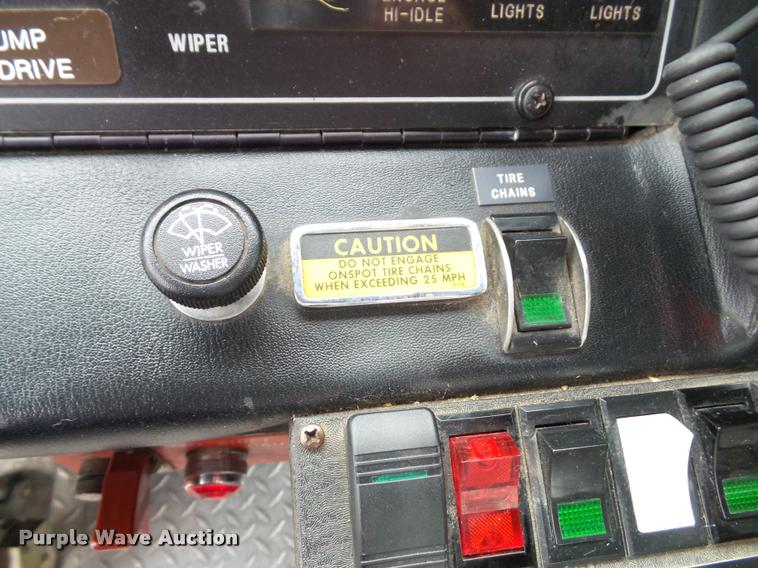 ENGAGE
HI-IDLE
LIGHTS
LIGHTS
UMP
DRIVE
WIPER
TIRE
CHAINS
WIPER
WASHER
CAUTION
DO NOT ENGAGE
ONSPOT TIRE CHAINS
WHEN EXCEEDING 25 MPH
Purple Wave Auction